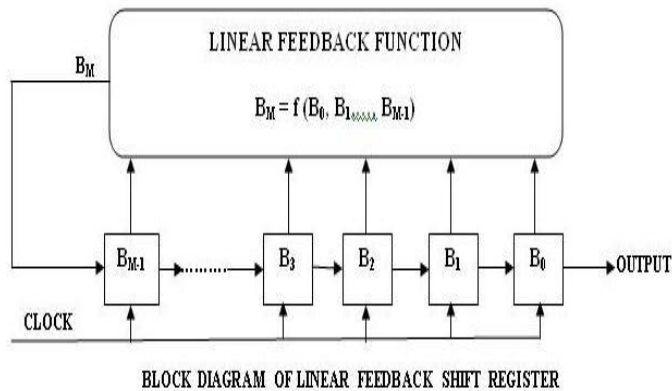 LINEAR FEEDBACK FUNCTION
B_M
B_M = f (B_0, B_1,,,,,, B_M-1)
B_M-1 ......... B_3 B_2 B_1 B_0 OUTPUT
CLOCK
BLOCK DIAGRAM OF LINEAR FEEDBACK SHIFT REGISTER